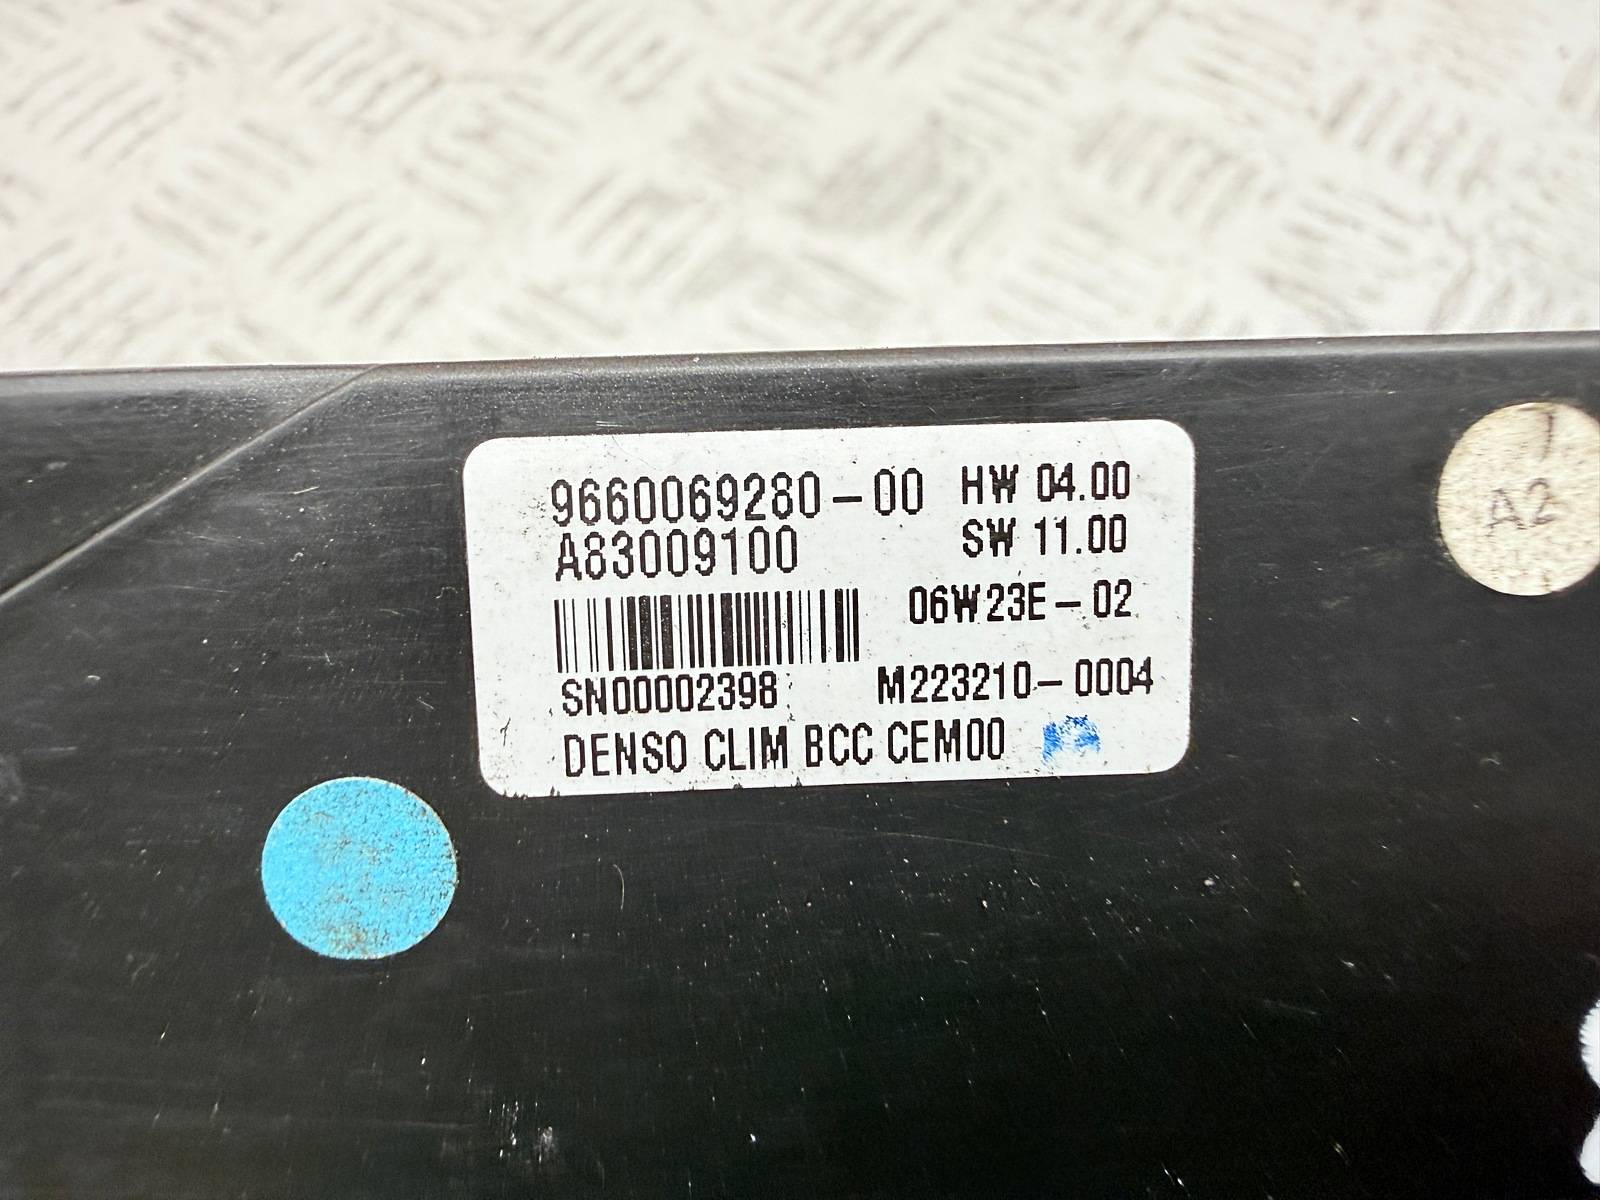 9660069280-00 HW 04.00
A83009100 SW 11.00
06W23E-02
SN00002398 M223210-0004
DENSO CLIM BCC CEM00
A2